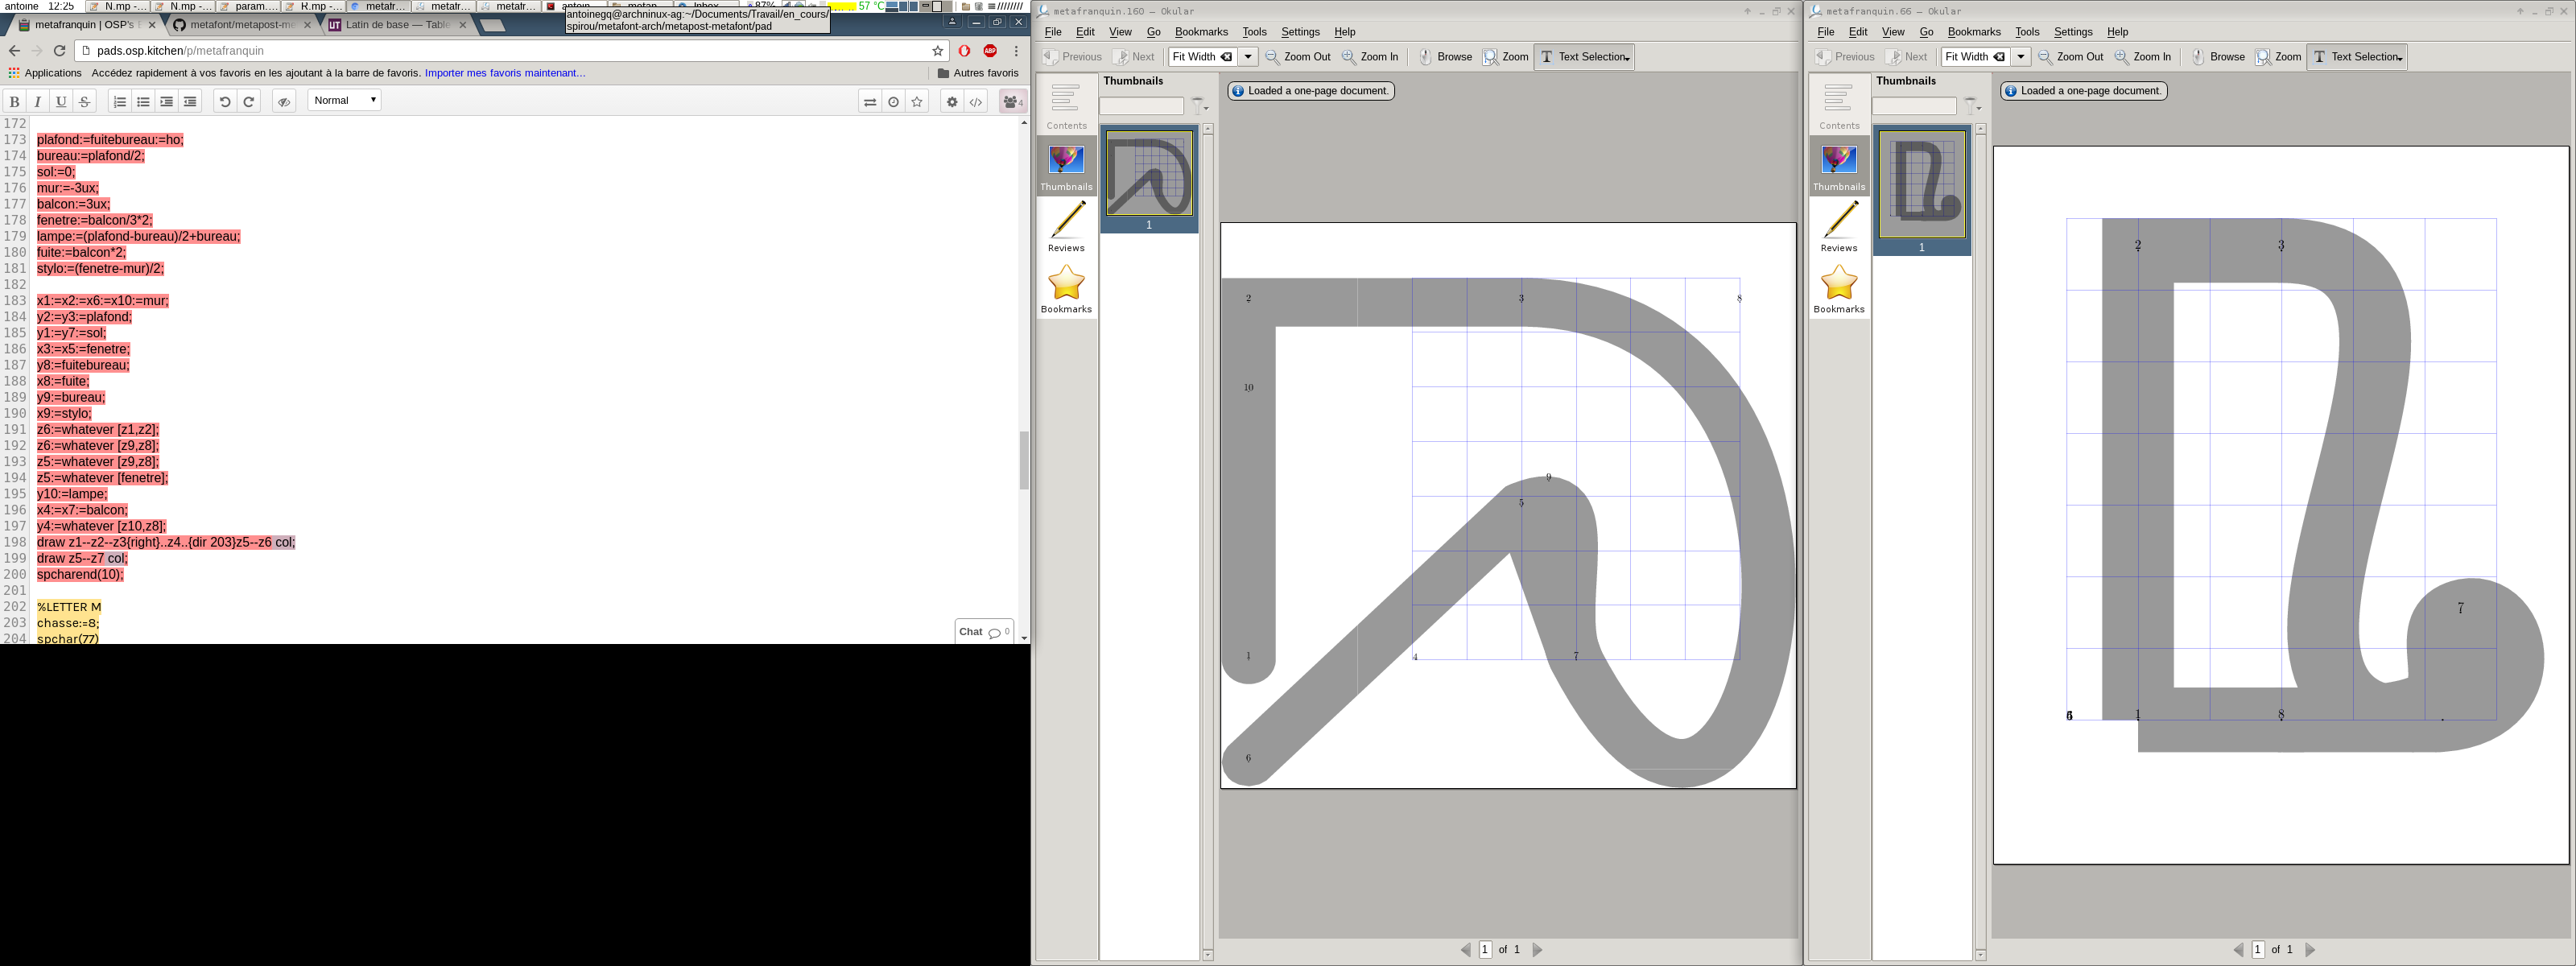 antoine 12:25 N.mp -... N.mp -... param.... R.mp -... metafr... metafr... metafr... antoin... metap... Inbox... 87% 57 °C
antoinegq@archninux-ag:~/Documents/Travail/en_cours/
spirou/metafont-arch/metapost-metafont/pad
metafranquin | OSP's
metafont/metapost-me
Latin de base — Table
pads.osp.kitchen/p/metafranquin
Applications Accédez rapidement à vos favoris en les ajoutant à la barre de favoris. Importer mes favoris maintenant... Autres favoris
Normal
4
172
173 plafond:=fuitebureau:=ho;
174 bureau:=plafond/2;
175 sol:=0;
176 mur:=-3ux;
177 balcon:=3ux;
178 fenetre:=balcon/3*2;
179 lampe:=(plafond-bureau)/2+bureau;
180 fuite:=balcon*2;
181 stylo:=(fenetre-mur)/2;
182
183 x1:=x2:=x6:=x10:=mur;
184 y2:=y3:=plafond;
185 y1:=y7:=sol;
186 x3:=x5:=fenetre;
187 y8:=fuitebureau;
188 x8:=fuite;
189 y9:=bureau;
190 x9:=stylo;
191 z6:=whatever [z1,z2];
192 z6:=whatever [z9,z8];
193 z5:=whatever [z9,z8];
194 z5:=whatever [fenetre];
195 y10:=lampe;
196 x4:=x7:=balcon;
197 y4:=whatever [z10,z8];
198 draw z1--z2--z3{right}..z4..{dir 203}z5--z6 col;
199 draw z5--z7 col;
200 spcharend(10);
201
202 %LETTER M
203 chasse:=8;
204 spchar(77)
Chat 0
metafranquin.160 — Okular
File Edit View Go Bookmarks Tools Settings Help
Previous Next Fit Width Zoom Out Zoom In Browse Zoom Text Selection
Contents
Thumbnails
Reviews
Bookmarks
Thumbnails
1
Loaded a one-page document.
2 3 8
10
9
5
1 4 7
6
1 of 1
metafranquin.66 — Okular
File Edit View Go Bookmarks Tools Settings Help
Previous Next Fit Width Zoom Out Zoom In Browse Zoom Text Selection
Contents
Thumbnails
Reviews
Bookmarks
Thumbnails
1
Loaded a one-page document.
2 3
7
1 8
1 of 1